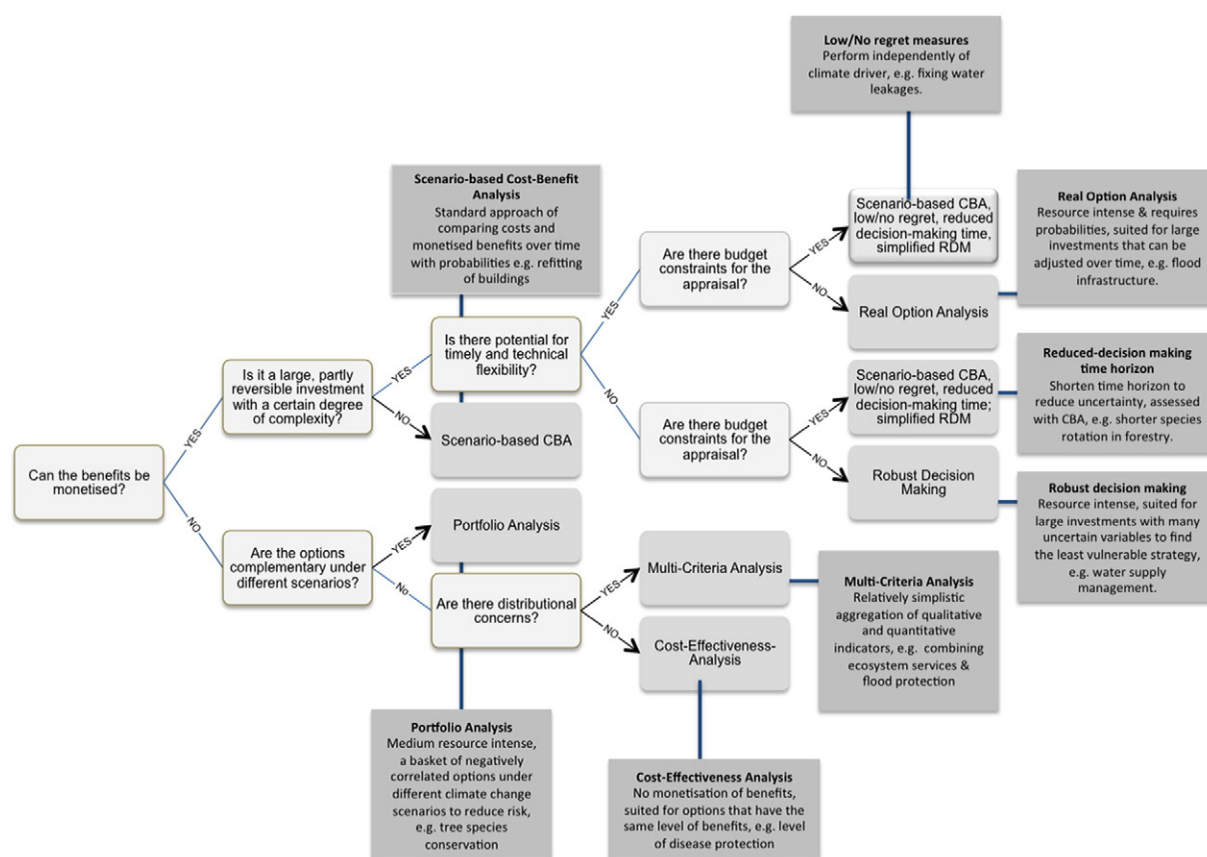 Low/No regret measures
Perform independently of
climate driver, e.g. fixing water
leakages.
Scenario-based Cost-Benefit
Analysis
Standard approach of
comparing costs and
monetised benefits over time
with probabilities e.g. refitting
of buildings
Real Option Analysis
Resource intense & requires
probabilities, suited for large
investments that can be
adjusted over time, e.g. flood
infrastructure.
Scenario-based CBA,
low/no regret, reduced
decision-making time,
simplified RDM
Are there budget
constraints for the
appraisal?
YES
NO
Real Option Analysis
Is there potential for
timely and technical
flexibility?
YES
NO
Is it a large, partly
reversible investment
with a certain degree
of complexity?
YES
NO
Scenario-based CBA
Reduced-decision making
time horizon
Shorten time horizon to
reduce uncertainty, assessed
with CBA, e.g. shorter species
rotation in forestry.
Scenario-based CBA,
low/no regret, reduced
decision-making time;
simplified RDM
Are there budget
constraints for the
appraisal?
YES
NO
Robust Decision
Making
Robust decision making
Resource intense, suited for
large investments with many
uncertain variables to find
the least vulnerable strategy,
e.g. water supply
management.
Can the benefits be
monetised?
YES
NO
Are the options
complementary under
different scenarios?
YES
No
Portfolio Analysis
Are there distributional
concerns?
YES
NO
Multi-Criteria Analysis
Cost-Effectiveness-
Analysis
Multi-Criteria Analysis
Relatively simplistic
aggregation of qualitative
and quantitative
indicators, e.g. combining
ecosystem services &
flood protection
Portfolio Analysis
Medium resource intense,
a basket of negatively
correlated options under
different climate change
scenarios to reduce risk,
e.g. tree species
conservation
Cost-Effectiveness Analysis
No monetisation of benefits,
suited for options that have the
same level of benefits, e.g. level
of disease protection